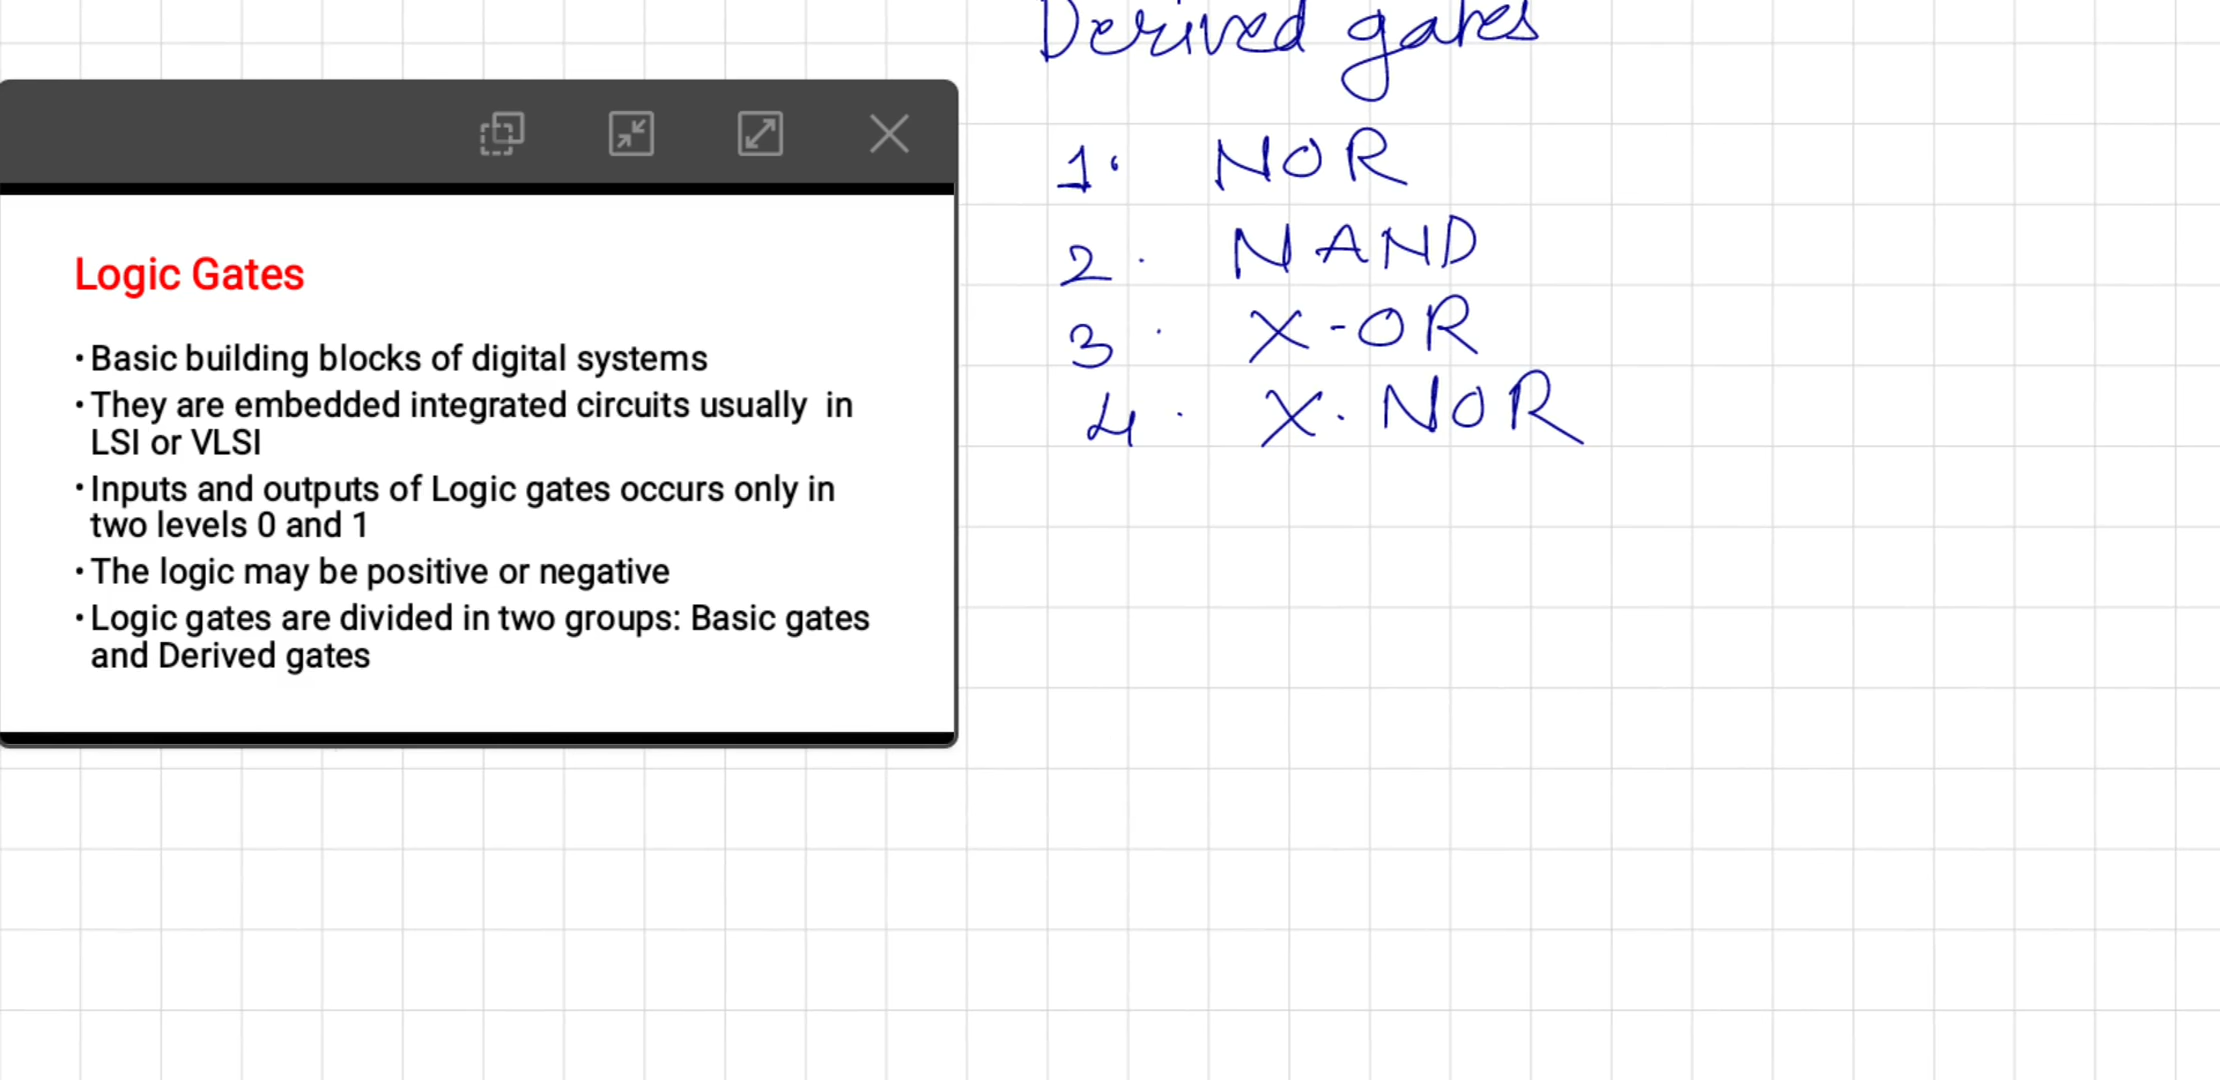 Derived gates
1. NOR
2. NAND
3. X-OR
4. X.NOR
Logic Gates
• Basic building blocks of digital systems
• They are embedded integrated circuits usually in
LSI or VLSI
• Inputs and outputs of Logic gates occurs only in
two levels 0 and 1
• The logic may be positive or negative
• Logic gates are divided in two groups: Basic gates
and Derived gates